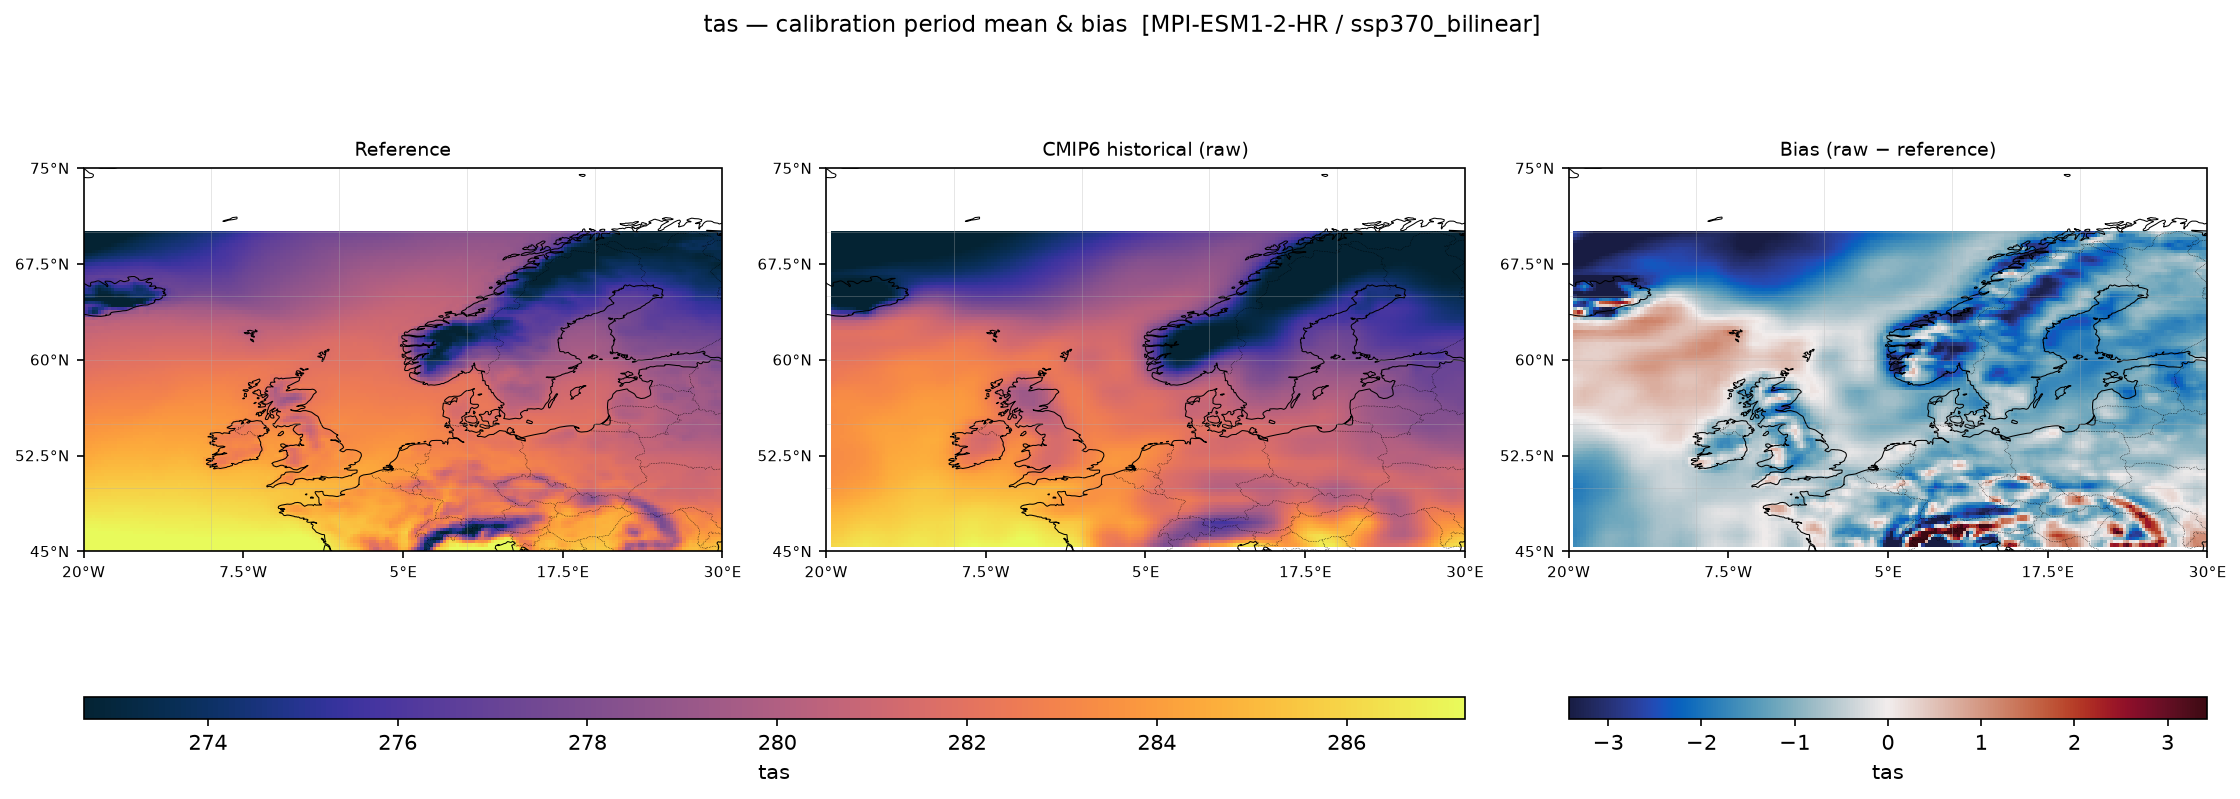 tas — calibration period mean & bias  [MPI-ESM1-2-HR / ssp370_bilinear]
Reference
CMIP6 historical (raw)
Bias (raw − reference)
75°N
67.5°N
60°N
52.5°N
45°N
20°W
7.5°W
5°E
17.5°E
30°E
75°N
67.5°N
60°N
52.5°N
45°N
20°W
7.5°W
5°E
17.5°E
30°E
75°N
67.5°N
60°N
52.5°N
45°N
20°W
7.5°W
5°E
17.5°E
30°E
274
276
278
280
282
284
286
tas
−3
−2
−1
0
1
2
3
tas